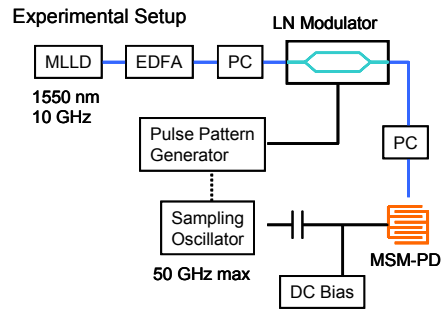 Experimental Setup
LN Modulator
MLLD
EDFA
PC
1550 nm
10 GHz
Pulse Pattern
Generator
PC
Sampling
Oscillator
50 GHz max
MSM-PD
DC Bias